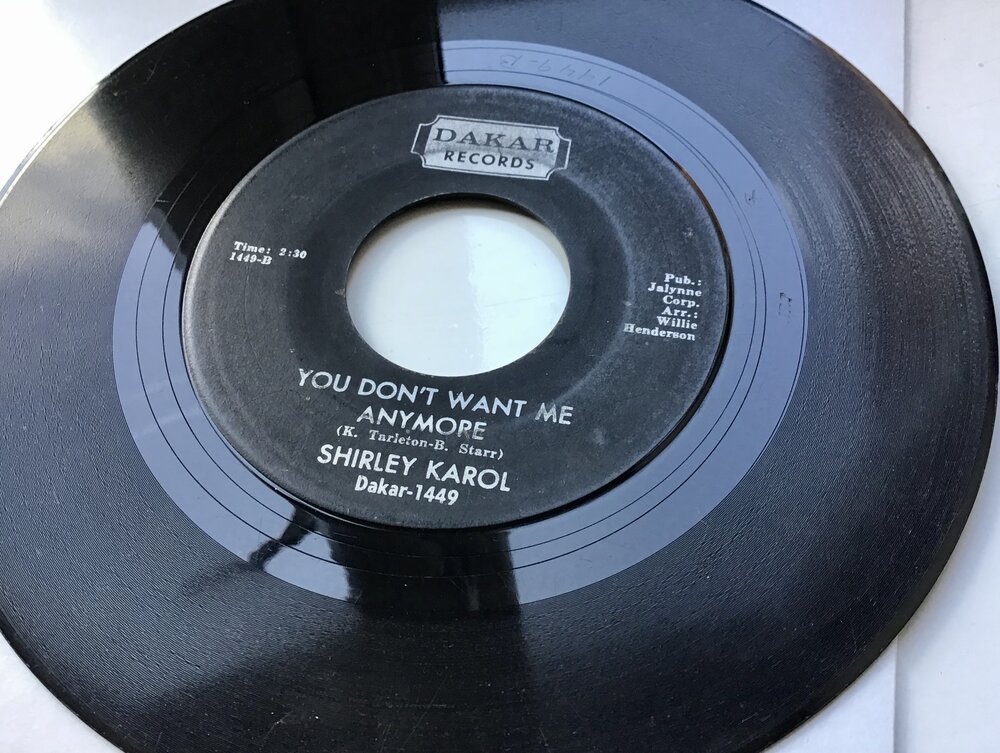 1449-B
DAKAR
RECORDS
Time: 2:30
1449-B
Pub.:
Jalynne
Corp.
Arr.:
Willie
Henderson
YOU DON'T WANT ME
ANYMORE
(K. Tarleton-B. Starr)
SHIRLEY KAROL
Dakar-1449